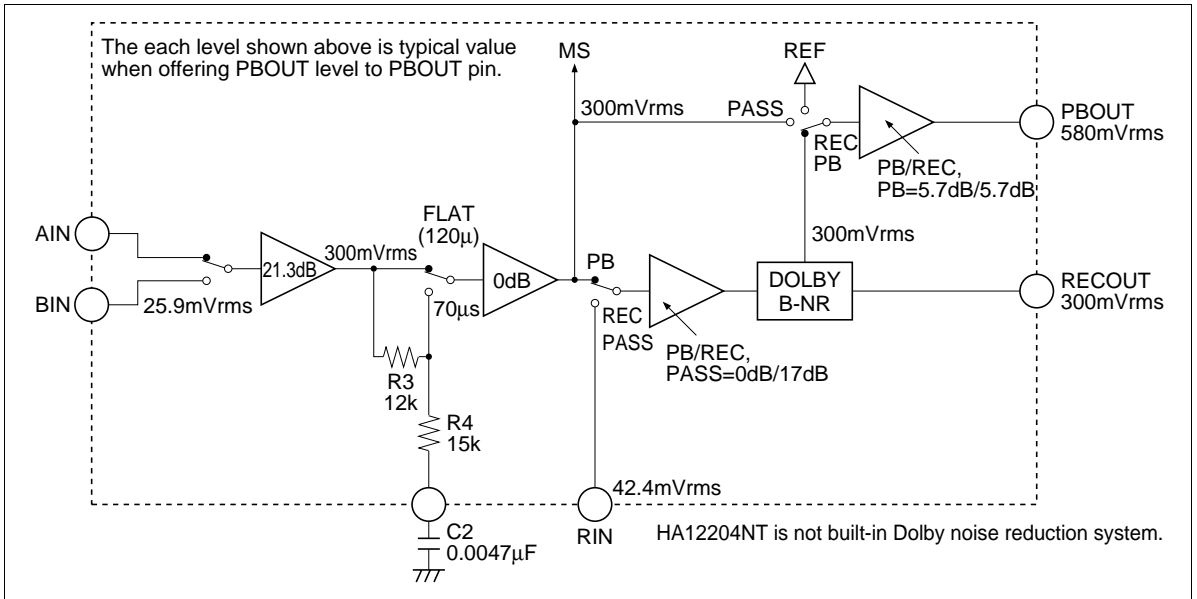 The each level shown above is typical value
when offering PBOUT level to PBOUT pin.
MS
REF
300mVrms
PASS
REC
PB
PBOUT
580mVrms
PB/REC,
PB=5.7dB/5.7dB
AIN
BIN
25.9mVrms
21.3dB
300mVrms
FLAT
(120μ)
70μs
0dB
PB
REC
PASS
PB/REC,
PASS=0dB/17dB
300mVrms
DOLBY
B-NR
RECOUT
300mVrms
R3
12k
R4
15k
C2
0.0047μF
42.4mVrms
RIN
HA12204NT is not built-in Dolby noise reduction system.